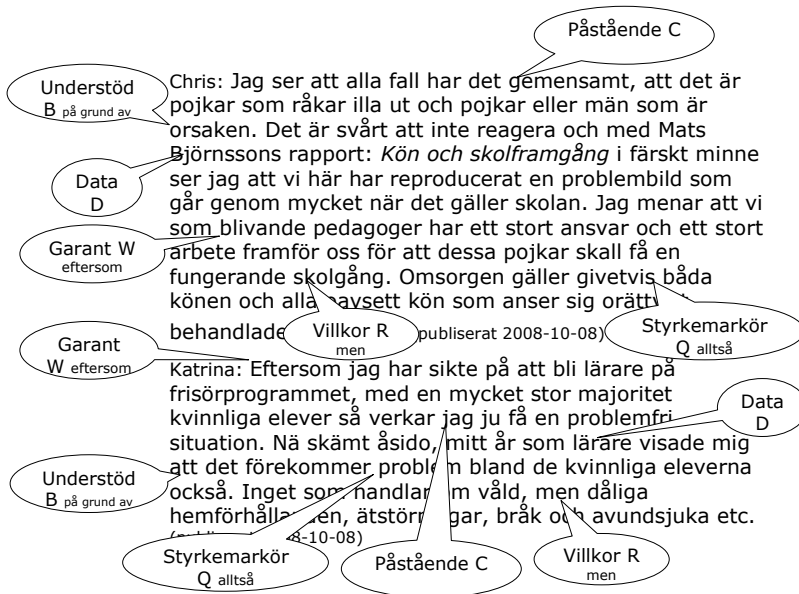 Påstående C
Understöd
B på grund av
Chris: Jag ser att alla fall har det gemensamt, att det är
pojkar som råkar illa ut och pojkar eller män som är
orsaken. Det är svårt att inte reagera och med Mats
Björnssons rapport: Kön och skolframgång i färskt minne
ser jag att vi här har reproducerat en problembild som
går genom mycket när det gäller skolan. Jag menar att vi
som blivande pedagoger har ett stort ansvar och ett stort
arbete framför oss för att dessa pojkar skall få en
fungerande skolgång. Omsorgen gäller givetvis båda
könen och alla oavsett kön som anser sig
behandlade publiserat 2008-10-08)
Data
D
Garant W
eftersom
Villkor R
men
Styrkemarkör
Q alltså
Garant
W eftersom
Katrina: Eftersom jag har sikte på att bli lärare på
frisörprogrammet, med en mycket stor majoritet
kvinnliga elever så verkar jag ju få en problemfri
situation. Nä skämt åsido, mitt år som lärare visade mig
att det förekommer problem bland de kvinnliga eleverna
också. Inget som handlar om våld, men dåliga
hemförhållanden, ätstörningar, bråk och avundsjuka etc.
8-10-08)
Data
D
Understöd
B på grund av
Styrkemarkör
Q alltså
Påstående C
Villkor R
men